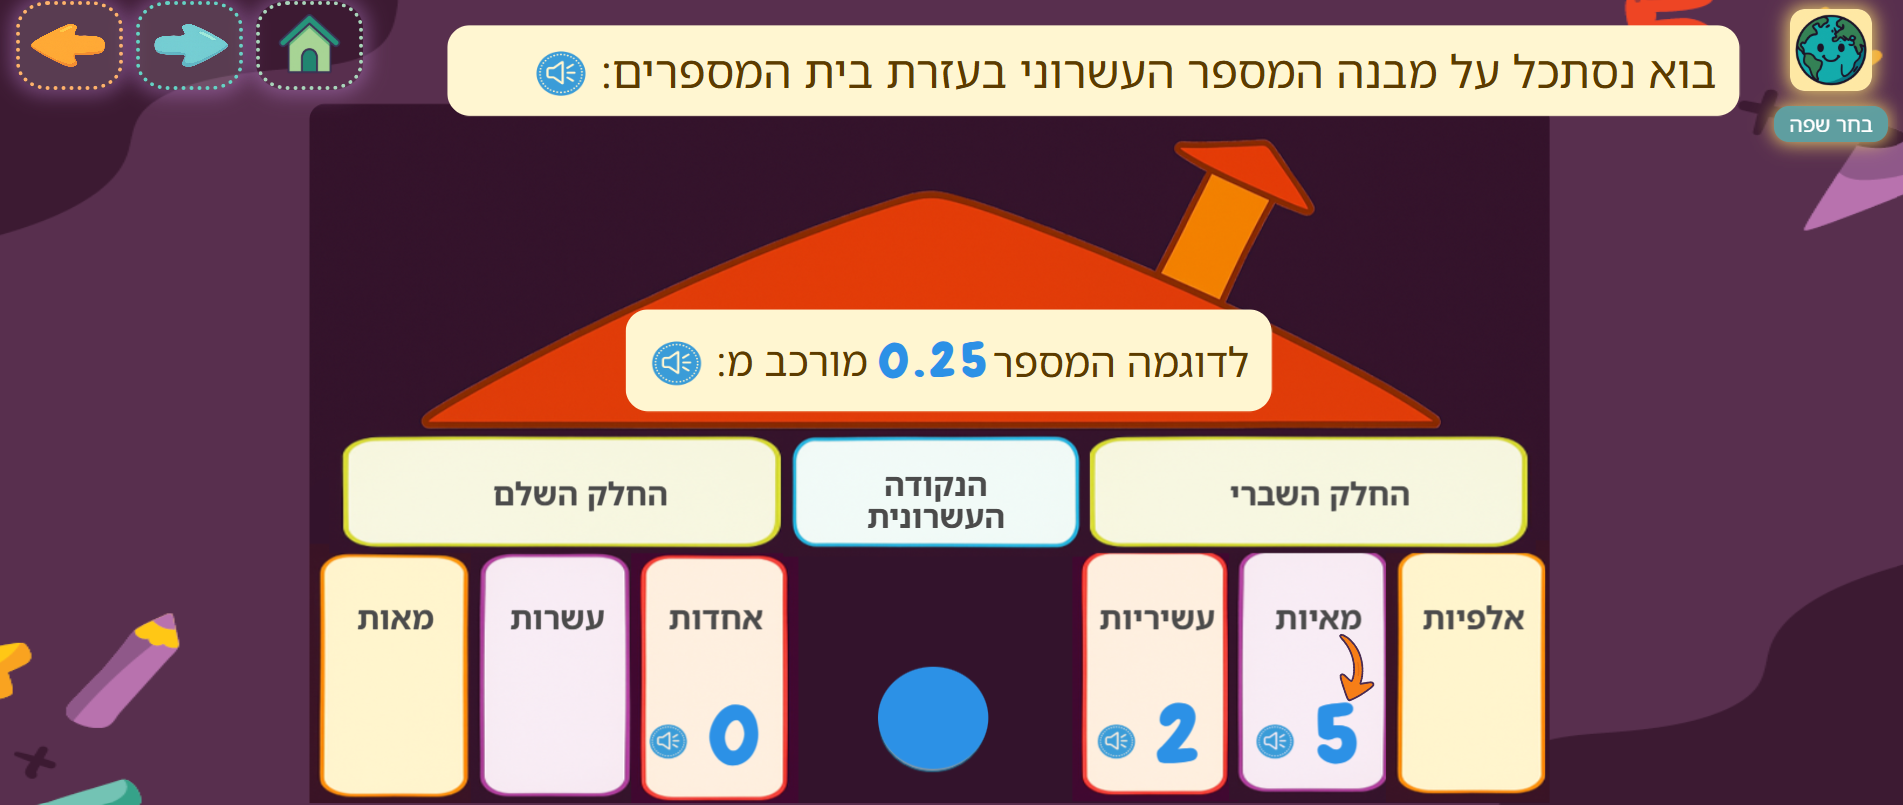 בוא נסתכל על מבנה המספר העשרוני בעזרת בית המספרים:
בחר שפה
לדוגמה המספר 0.25 מורכב מ:
החלק השלם
הנקודה
העשרונית
החלק השברי
מאות
עשרות
אחדות
עשיריות
מאיות
אלפיות
0
2
5